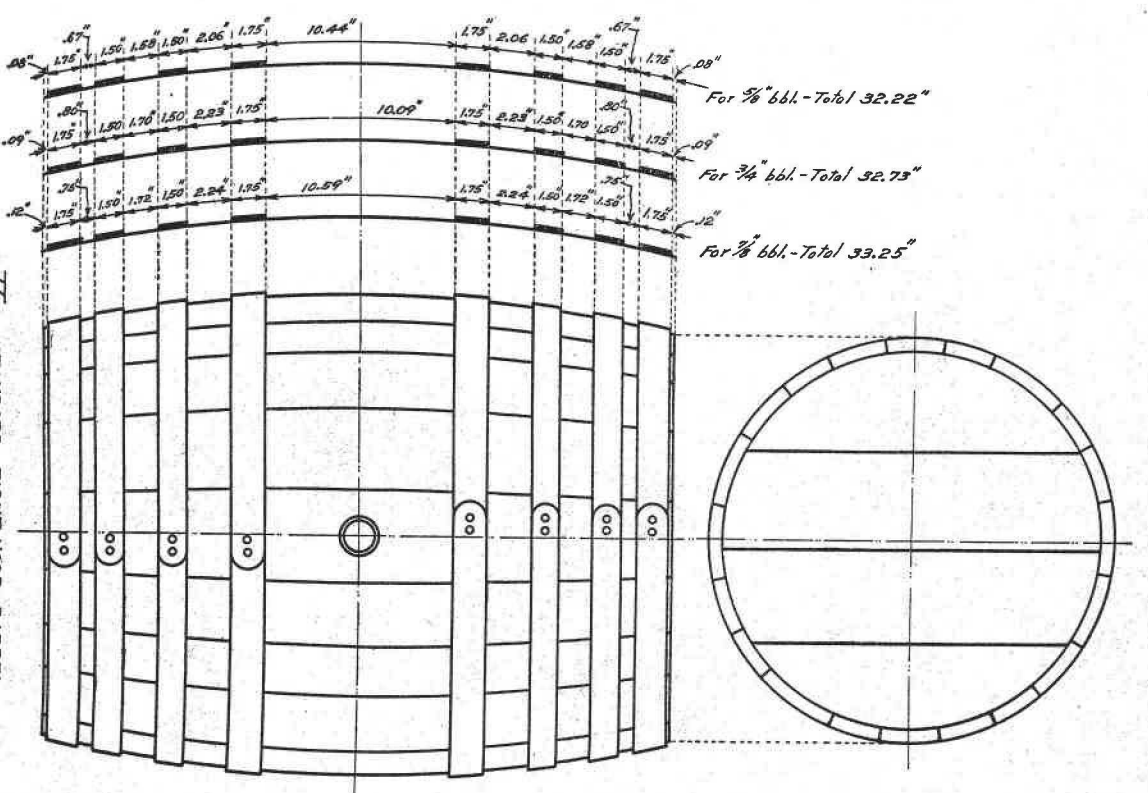 .08" 1.75" .67" 1.50" 1.58" 1.50" 2.06" 1.75" 10.44" 1.75" 2.06 1.50" 1.58" 1.50" .67" 1.75" .08"
For 5/8" bbl.-Total 32.22"
.09" 1.75" .80" 1.50 1.70" 1.50 2.23" 1.75" 10.09" 1.75" 2.23" 1.50" 1.70 1.50" .80" 1.75" .09"
For 3/4" bbl.-Total 32.73"
.12" 1.75" .75" 1.50" 1.72" 1.50" 2.24" 1.75" 10.59" 1.75" 2.24" 1.50" 1.72" 1.50" .75" 1.75" .12"
For 7/8" bbl.-Total 33.25"